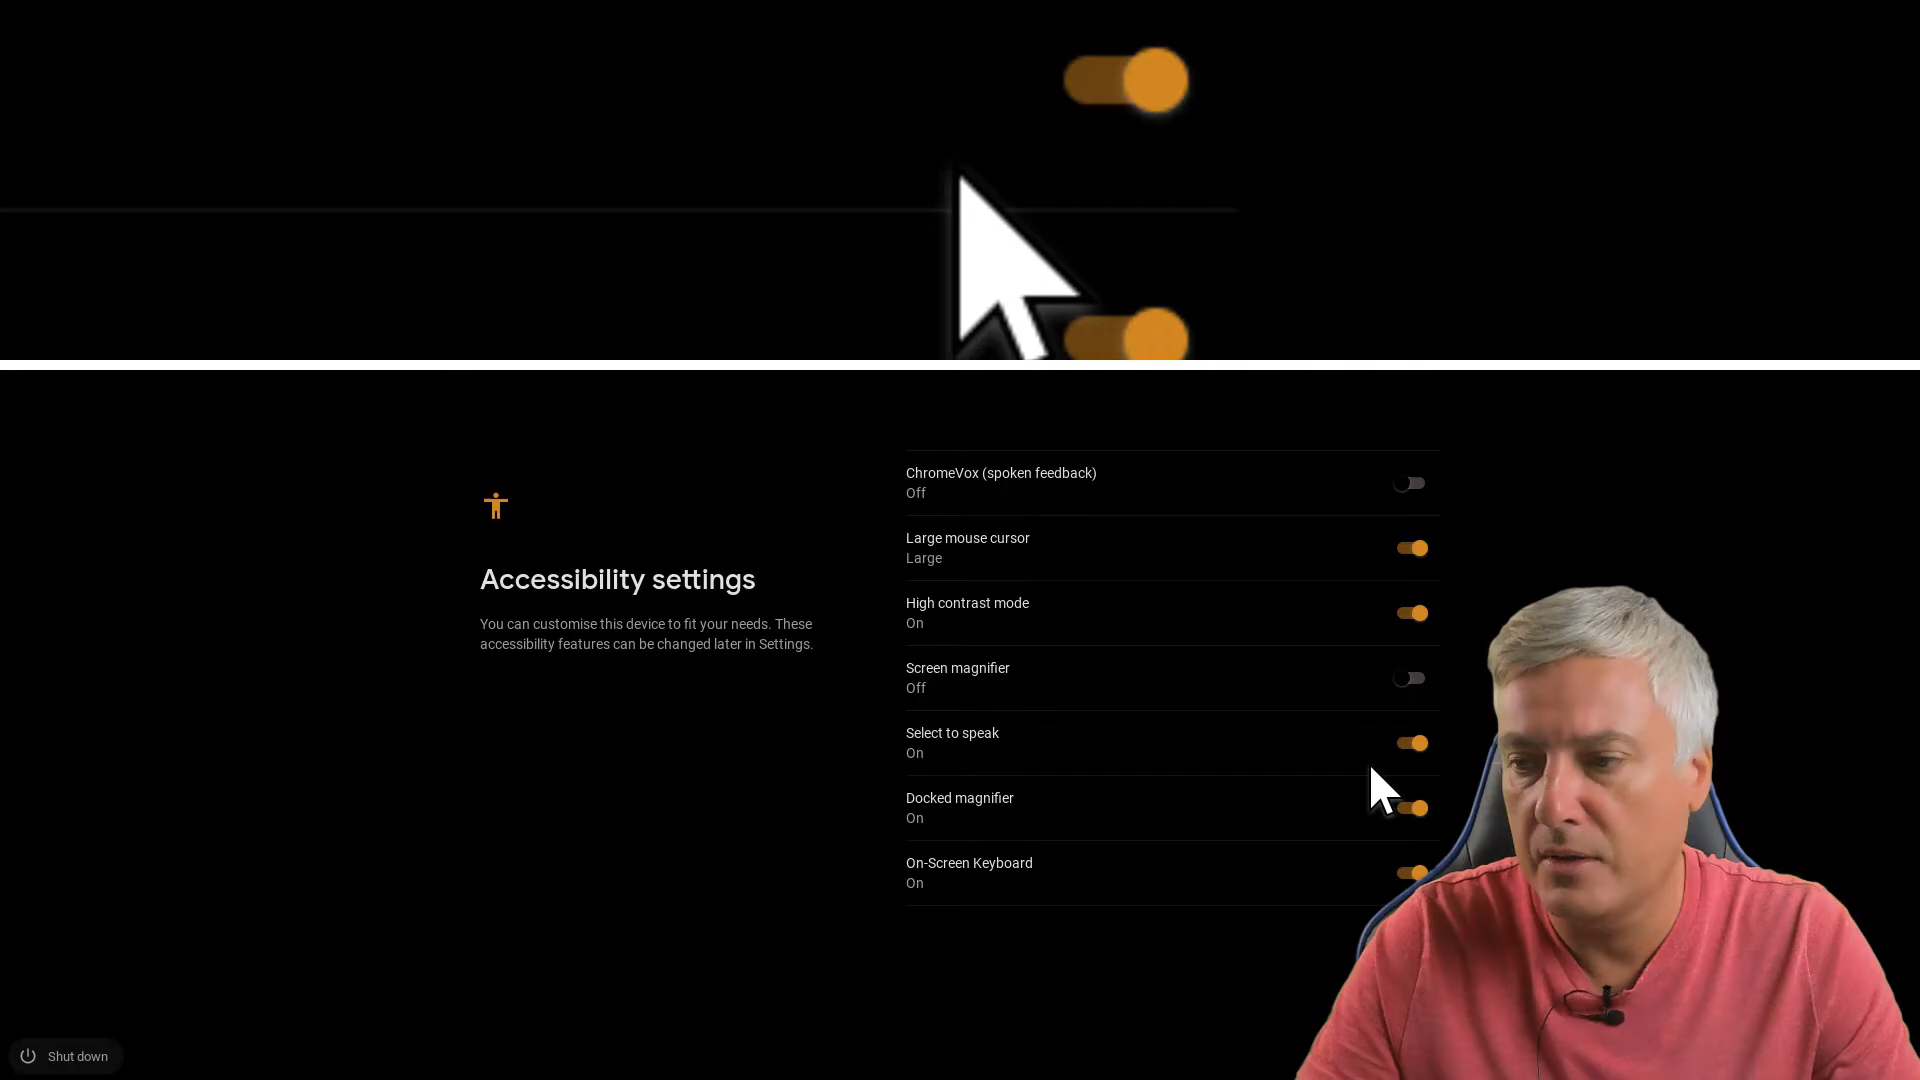 Accessibility settings
You can customise this device to fit your needs. These
accessibility features can be changed later in Settings.
ChromeVox (spoken feedback)
Off
Large mouse cursor
Large
High contrast mode
On
Screen magnifier
Off
Select to speak
On
Docked magnifier
On
On-Screen Keyboard
On
Shut down